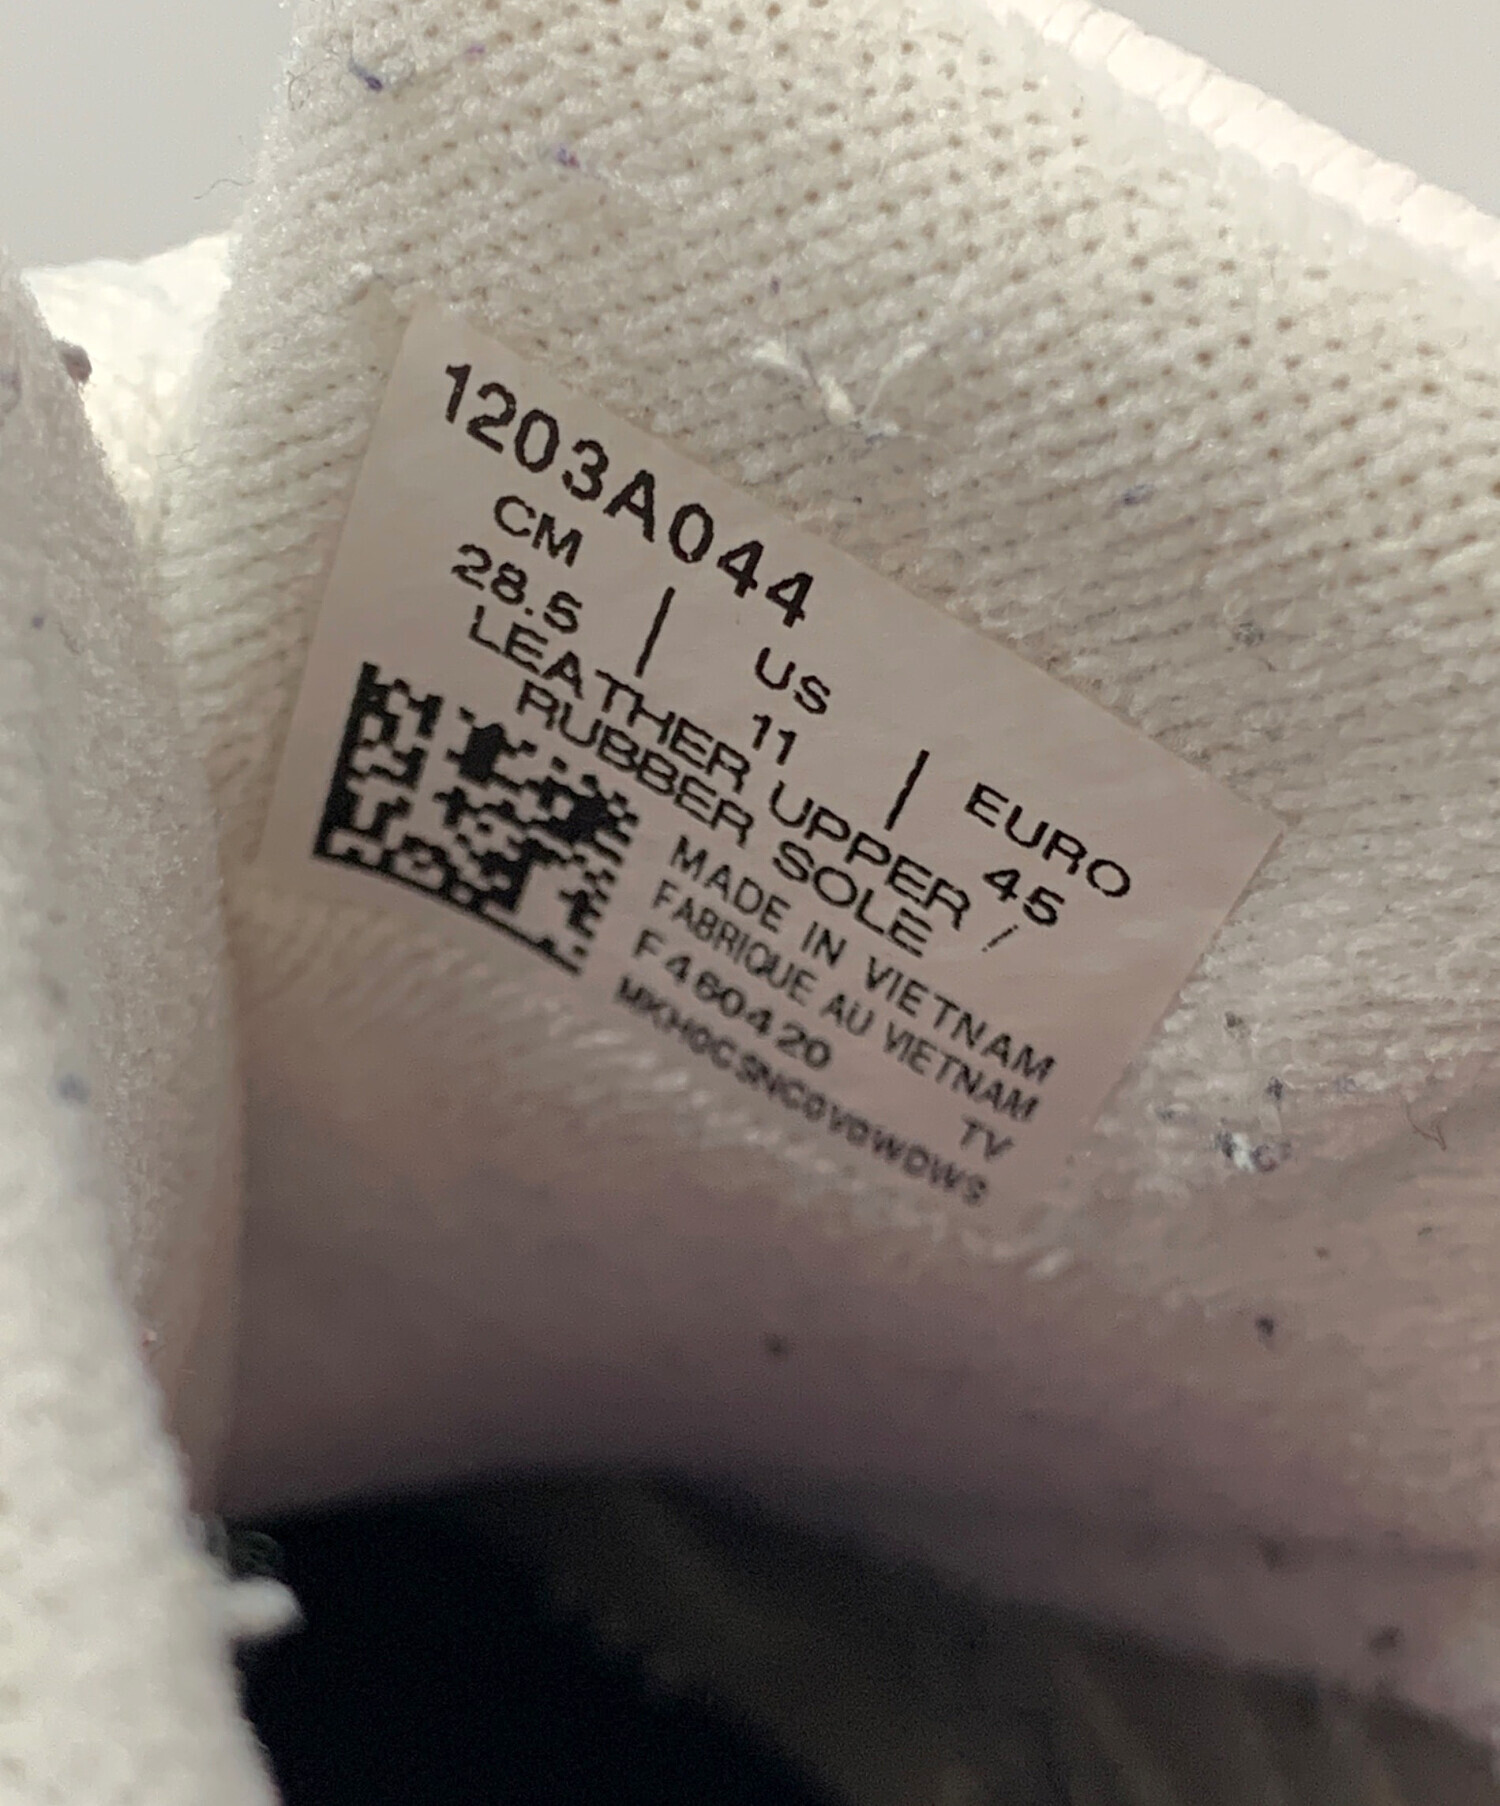 1203A044
CM | US | EURO
28.5 11 45
LEATHER UPPER /
RUBBER SOLE
MADE IN VIETNAM
FABRIQUE AU VIETNAM
F460420 TV